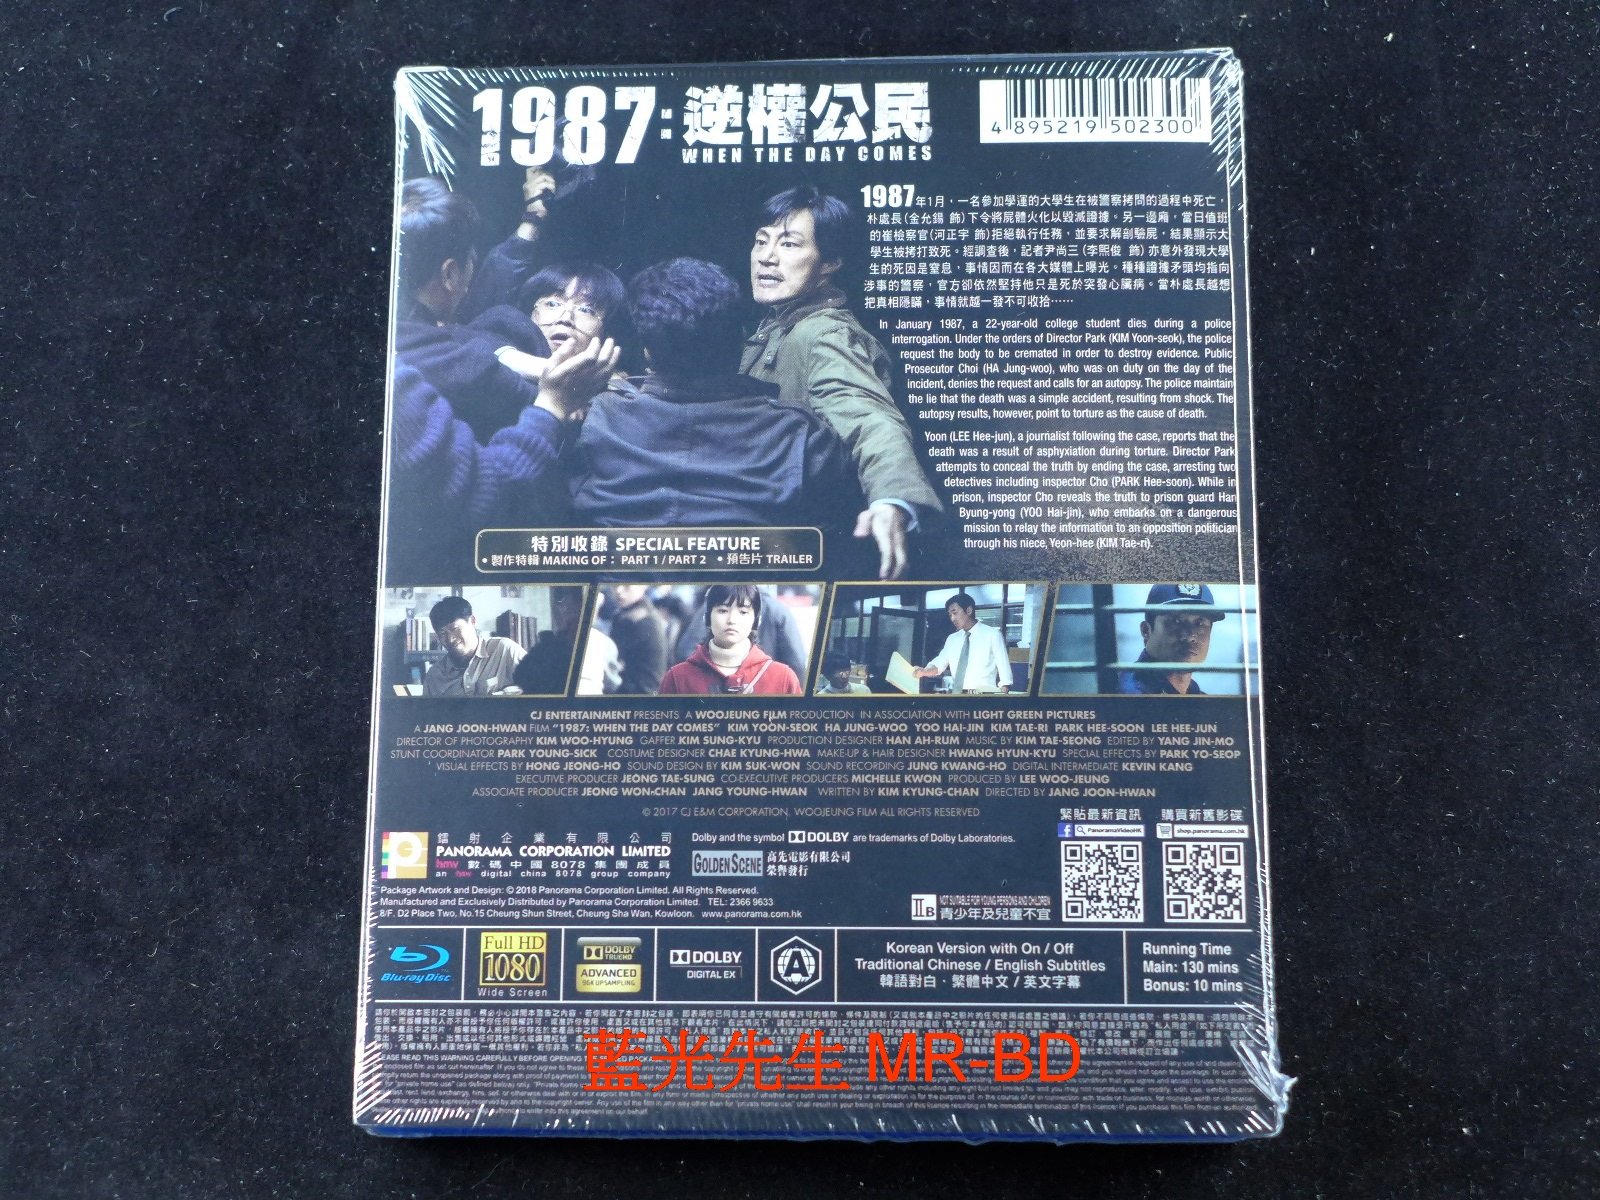 1987:逆權公民
WHEN THE DAY COMES
4 895219 502300
1987年1月，一名參加學運的大學生在被警察拷問的過程中死亡，
朴處長(金允錫 飾)下令將屍體火化以毀滅證據。另一邊廂，當日值班
的崔檢察官(河正宇 飾)拒絕執行任務，並要求解剖驗屍，結果顯示大
學生被拷打致死。經調查後，記者尹尚三(李熙俊 飾)亦意外發現大學
生的死因是窒息，事情因而在各大媒體上曝光。種種證據矛頭均指向
涉事的警察，官方卻依然堅持他只是死於突發心臟病。當朴處長越想
把真相隱瞞，事情就越一發不可收拾⋯⋯
In January 1987, a 22-year-old college student dies during a police
interrogation. Under the orders of Director Park (KIM Yoon-seok), the police
request the body to be cremated in order to destroy evidence. Public
Prosecutor Choi (HA Jung-woo), who was on duty on the day of the
incident, denies the request and calls for an autopsy. The police maintain
the lie that the death was a simple accident, resulting from shock. The
autopsy results, however, point to torture as the cause of death.
Yoon (LEE Hee-jun), a journalist following the case, reports that the
death was a result of asphyxiation during torture. Director Park
attempts to conceal the truth by ending the case, arresting two
detectives including inspector Cho (PARK Hee-soon). While in
prison, inspector Cho reveals the truth to prison guard Han
Byung-yong (YOO Hai-jin), who embarks on a dangerous
mission to relay the information to an opposition politician
through his niece, Yeon-hee (KIM Tae-ri).
特別收錄 SPECIAL FEATURE
• 製作特輯 MAKING OF : PART 1 / PART 2 • 預告片 TRAILER
CJ ENTERTAINMENT PRESENTS A WOOJEUNG FILM PRODUCTION IN ASSOCIATION WITH LIGHT GREEN PICTURES
A JANG JOON-HWAN FILM "1987: WHEN THE DAY COMES" KIM YOON-SEOK HA JUNG-WOO YOO HAI-JIN KIM TAE-RI PARK HEE-SOON LEE HEE-JUN
DIRECTOR OF PHOTOGRAPHY KIM WOO-HYUNG GAFFER KIM SUNG-KYU PRODUCTION DESIGNER HAN AH-RUM MUSIC BY KIM TAE-SEONG EDITED BY YANG JIN-MO
STUNT COORDINATOR PARK YOUNG-SICK COSTUME DESIGNER CHAE KYUNG-HWA MAKEUP & HAIR DESIGNER HWANG HYUN-KYU SPECIAL EFFECTS BY PARK YO-SEOP
VISUAL EFFECTS BY HONG JEONG-HO SOUND DESIGN BY KIM SUK-WON SOUND RECORDING JUNG KWANG-HO DIGITAL INTERMEDIATE KEVIN KANG
EXECUTIVE PRODUCER JEONG TAE-SUNG CO-EXECUTIVE PRODUCERS MICHELLE KWON PRODUCED BY LEE WOO-JEUNG
ASSOCIATE PRODUCER JEONG WON-CHAN JANG YOUNG-HWAN WRITTEN BY KIM KYUNG-CHAN DIRECTED BY JANG JOON-HWAN
© 2017 CJ E&M CORPORATION, WOOJEUNG FILM ALL RIGHTS RESERVED
緊貼最新資訊 購買新舊影碟
PanoramaVideoHK shop.panorama.com.hk
鐳射企業有限公司
PANORAMA CORPORATION LIMITED
hmv 數碼中國 8078 集團成員
an hmv digital china 8078 group company
Dolby and the symbol DOLBY are trademarks of Dolby Laboratories.
GOLDEN SCENE 高先電影有限公司
榮譽發行
Package Artwork and Design: © 2018 Panorama Corporation Limited. All Rights Reserved.
Manufactured and Exclusively Distributed by Panorama Corporation Limited. TEL: 2366 9633
8/F. D2 Place Two, No.15 Cheung Shun Street, Cheung Sha Wan, Kowloon. www.panorama.com.hk
IIB NOT SUITABLE FOR YOUNG PERSONS AND CHILDREN
青少年及兒童不宜
Blu-ray Disc
Full HD
1080
Wide Screen
DOLBY TRUEHD
ADVANCED
96K UPSAMPLING
DOLBY
DIGITAL EX
A
Korean Version with On / Off
Traditional Chinese / English Subtitles
韓語對白．繁體中文 / 英文字幕
Running Time
Main: 130 mins
Bonus: 10 mins
PLEASE READ THIS WARNING CAREFULLY BEFORE OPENING
藍光先生 MR-BD